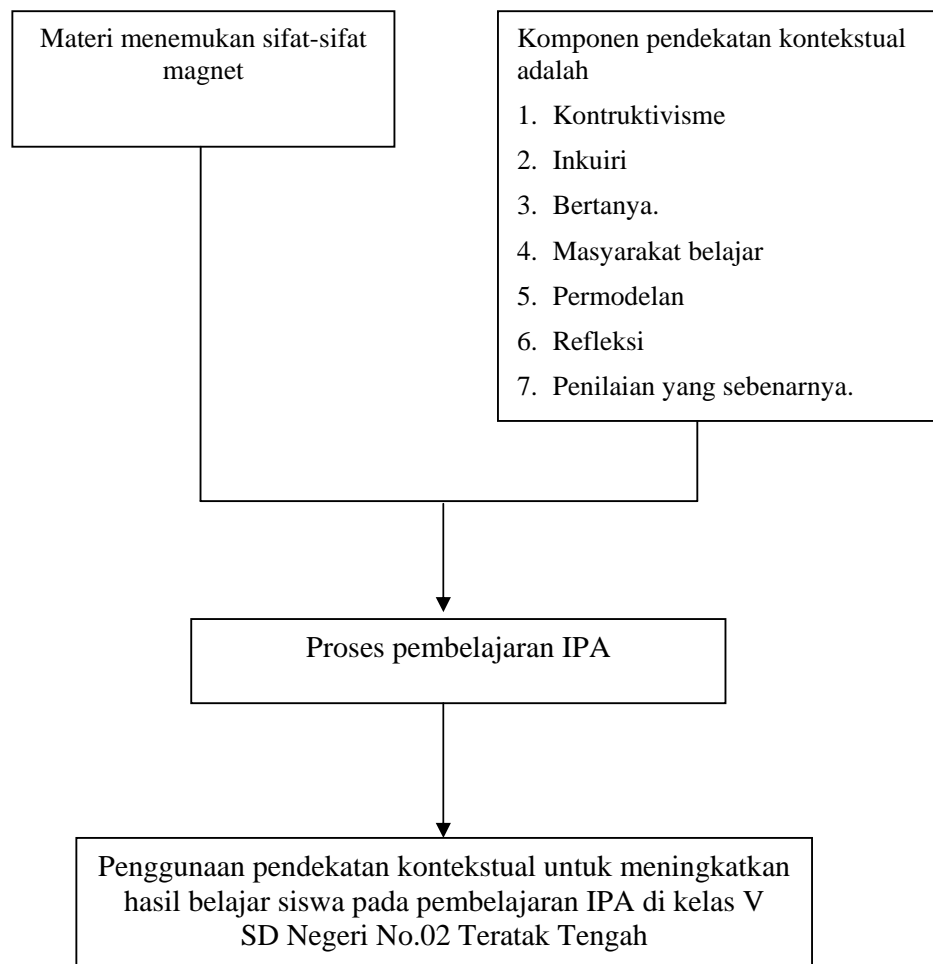 Materi menemukan sifat-sifat
magnet
Komponen pendekatan kontekstual
adalah
1. Kontruktivisme
2. Inkuiri
3. Bertanya.
4. Masyarakat belajar
5. Permodelan
6. Refleksi
7. Penilaian yang sebenarnya.
Proses pembelajaran IPA
Penggunaan pendekatan kontekstual untuk meningkatkan
hasil belajar siswa pada pembelajaran IPA di kelas V
SD Negeri No.02 Teratak Tengah